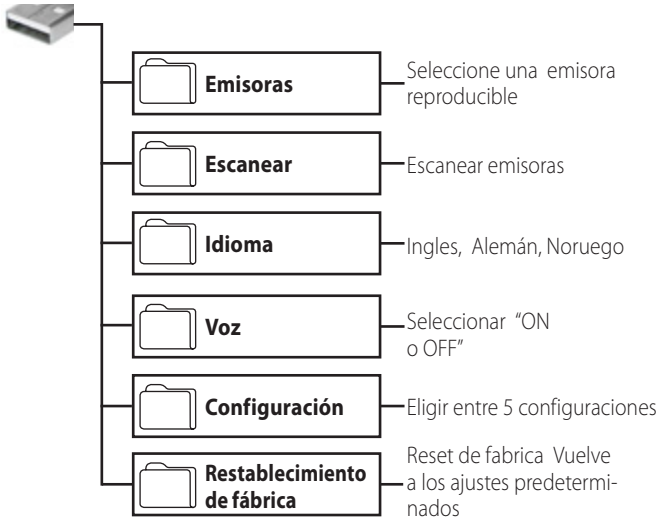 Emisoras
Seleccione una emisora
reproducible
Escanear
Escanear emisoras
Idioma
Ingles, Alemán, Noruego
Voz
Seleccionar “ON
o OFF”
Configuración
Eligir entre 5 configuraciones
Restablecimiento
de fábrica
Reset de fabrica Vuelve
a los ajustes predetermi-
nados